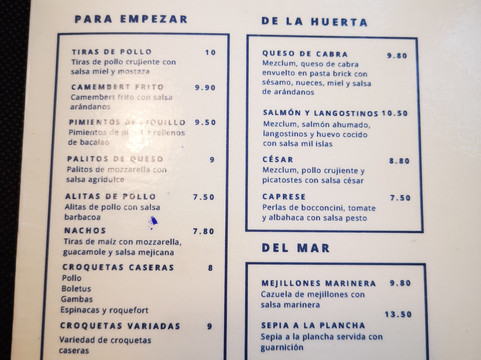 PARA EMPEZAR
TIRAS DE POLLO 10
Tiras de pollo crujiente con
salsa miel y mostaza
CAMEMBERT FRITO 9.90
Camembert frito con salsa
arándanos
PIMIENTOS DE PIQUILLO 9.50
Pimientos de rellenos
de bacalao
PALITOS DE QUESO 9
Palitos de mozzarella con
salsa agridulce
ALITAS DE POLLO 7.50
Alitas de pollo con salsa
barbacoa
NACHOS 7.80
Tiras de maíz con mozzarella,
guacamole y salsa mejicana
CROQUETAS CASERAS 8
Pollo
Boletus
Gambas
Espinacas y roquefort
CROQUETAS VARIADAS 9
Variedad de croquetas
caseras
DE LA HUERTA
QUESO DE CABRA 9.80
Mezclum, queso de cabra
envuelto en pasta brick con
sésamo, nueces, miel y salsa
de arándanos
SALMÓN Y LANGOSTINOS 10.50
Mezclum, salmón ahumado,
langostinos y huevo cocido
con salsa mil islas
CÉSAR 8.80
Mezclum, pollo crujiente y
picatostes con salsa césar
CAPRESE 7.50
Perlas de bocconcini, tomate
y albahaca con salsa pesto
DEL MAR
MEJILLONES MARINERA 9.80
Cazuela de mejillones con
salsa marinera
13.50
SEPIA A LA PLANCHA
Sepia a la plancha servida con
guarnición